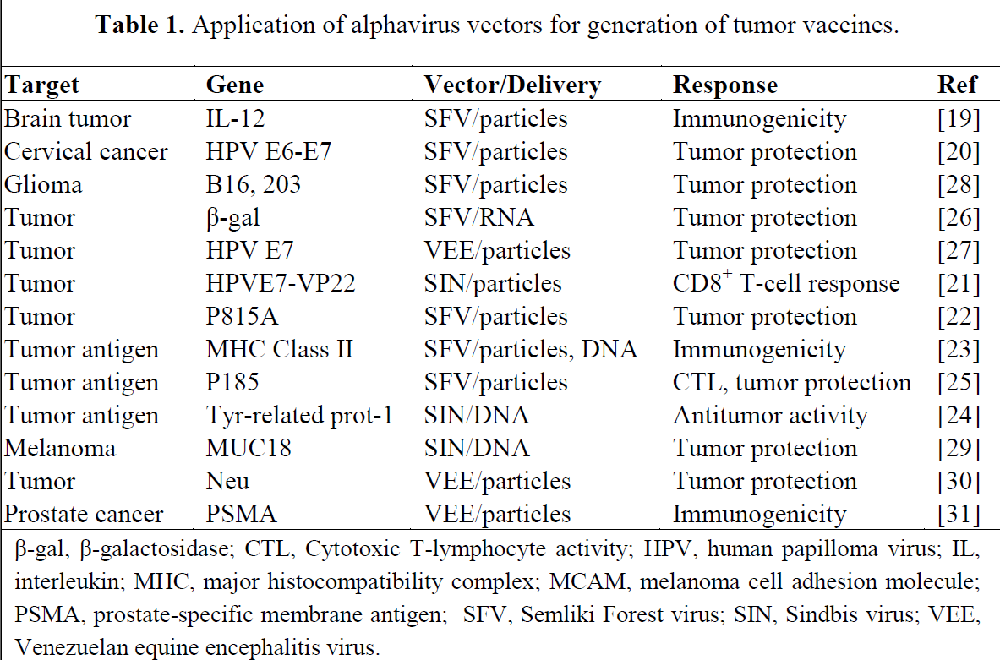 Table 1. Application of alphavirus vectors for generation of tumor vaccines.
Target Gene Vector/Delivery Response Ref
Brain tumor IL-12 SFV/particles Immunogenicity [19]
Cervical cancer HPV E6-E7 SFV/particles Tumor protection [20]
Glioma B16, 203 SFV/particles Tumor protection [28]
Tumor β-gal SFV/RNA Tumor protection [26]
Tumor HPV E7 VEE/particles Tumor protection [27]
Tumor HPVE7-VP22 SIN/particles CD8+ T-cell response [21]
Tumor P815A SFV/particles Tumor protection [22]
Tumor antigen MHC Class II SFV/particles, DNA Immunogenicity [23]
Tumor antigen P185 SFV/particles CTL, tumor protection [25]
Tumor antigen Tyr-related prot-1 SIN/DNA Antitumor activity [24]
Melanoma MUC18 SIN/DNA Tumor protection [29]
Tumor Neu VEE/particles Tumor protection [30]
Prostate cancer PSMA VEE/particles Immunogenicity [31]
β-gal, β-galactosidase; CTL, Cytotoxic T-lymphocyte activity; HPV, human papilloma virus; IL,
interleukin; MHC, major histocompatibility complex; MCAM, melanoma cell adhesion molecule;
PSMA, prostate-specific membrane antigen; SFV, Semliki Forest virus; SIN, Sindbis virus; VEE,
Venezuelan equine encephalitis virus.